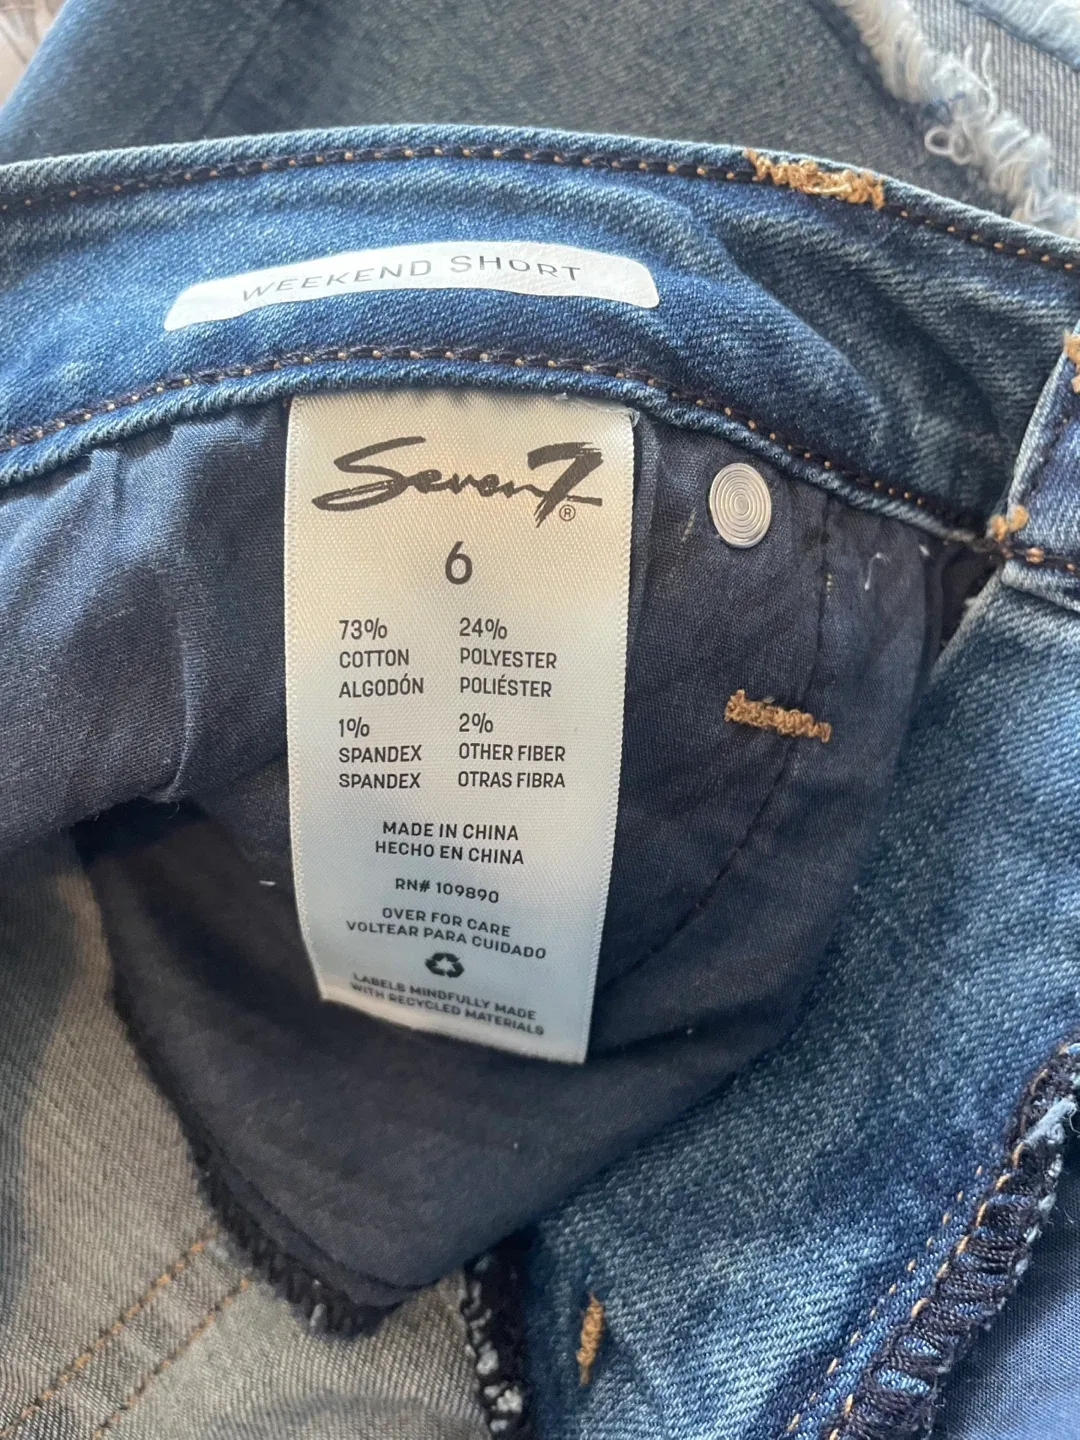 WEEKEND SHORT
Seven7®
6
73% 24%
COTTON POLYESTER
ALGODÓN POLIÉSTER
1% 2%
SPANDEX OTHER FIBER
SPANDEX OTRAS FIBRA
MADE IN CHINA
HECHO EN CHINA
RN# 109890
OVER FOR CARE
VOLTEAR PARA CUIDADO
LABELS MINDFULLY MADE
WITH RECYCLED MATERIALS